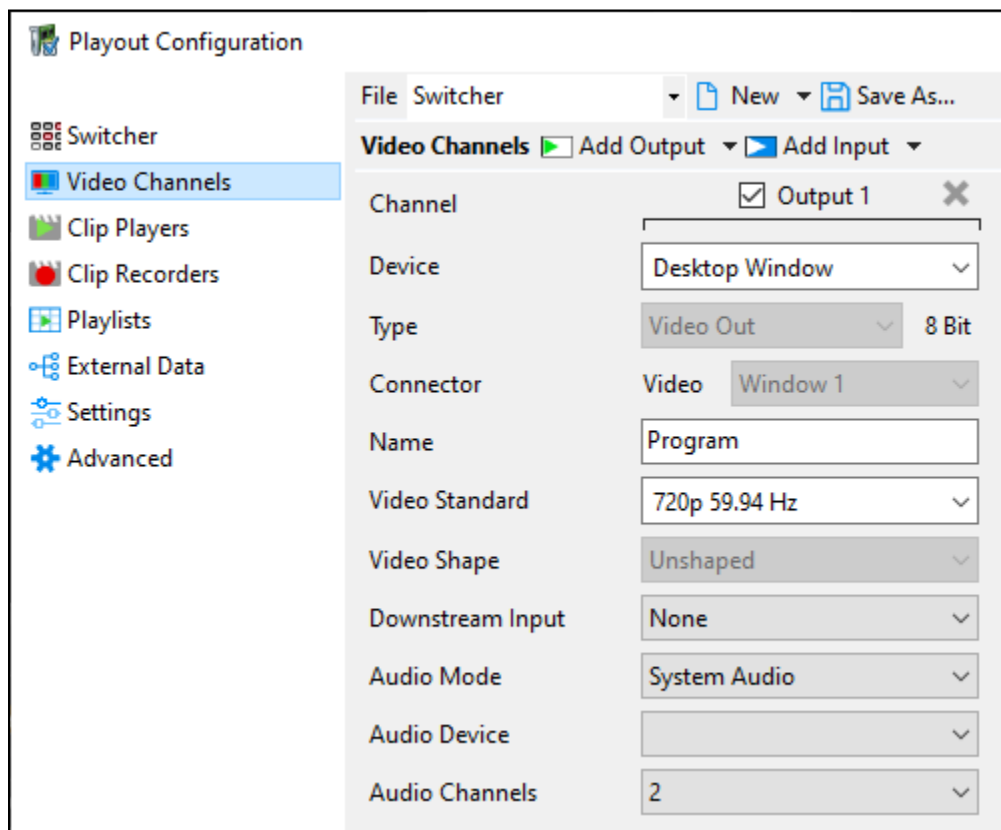 Playout Configuration
File Switcher New Save As...
Switcher
Video Channels Add Output Add Input
Video Channels
Channel Output 1
Clip Players
Device Desktop Window
Clip Recorders
Type Video Out 8 Bit
Playlists
External Data
Connector Video Window 1
Settings
Name Program
Advanced
Video Standard 720p 59.94 Hz
Video Shape Unshaped
Downstream Input None
Audio Mode System Audio
Audio Device
Audio Channels 2